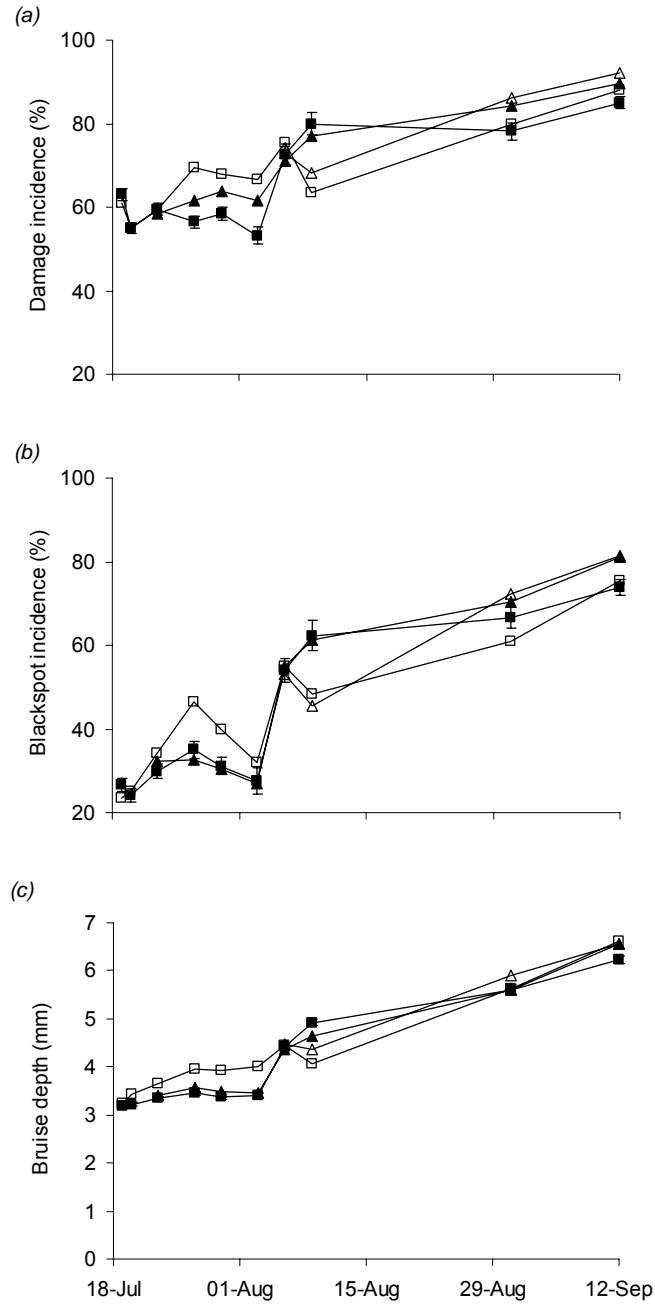 (a)
100
80
60
40
20
Damage incidence (%)
(b)
100
80
60
40
20
Blackspot incidence (%)
(c)
7
6
5
4
3
2
1
0
Bruise depth (mm)
18-Jul 01-Aug 15-Aug 29-Aug 12-Sep